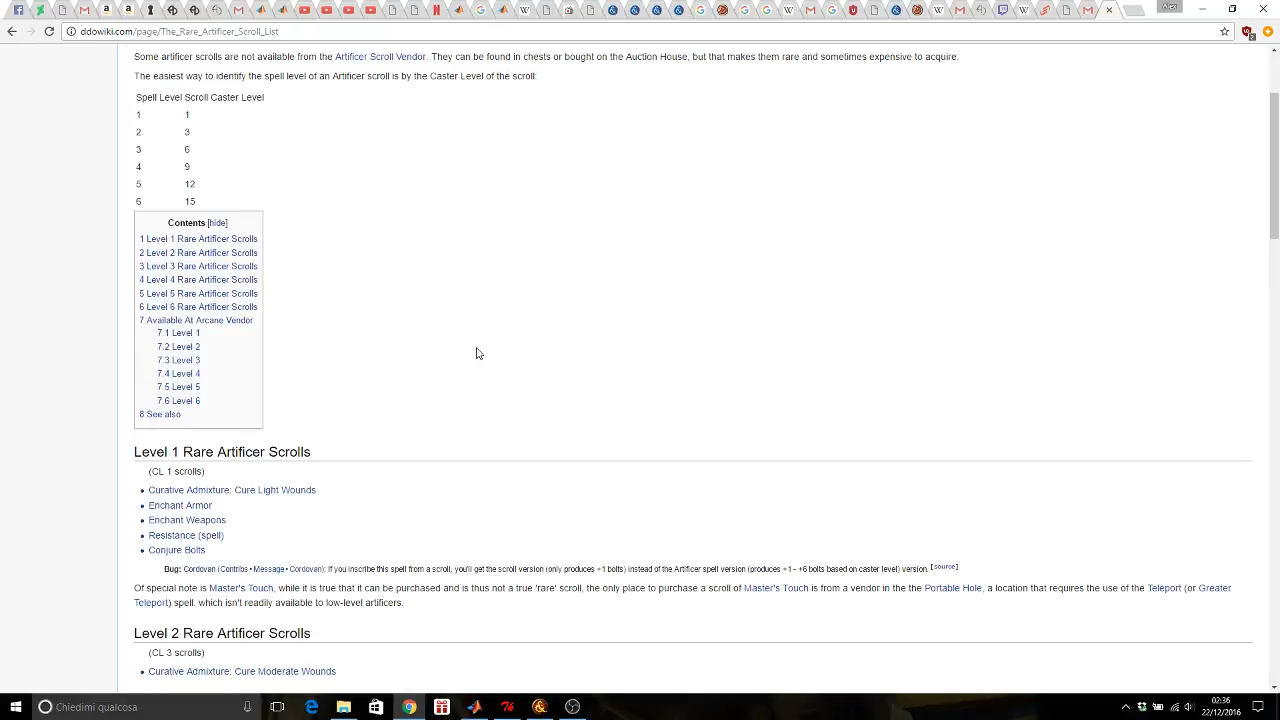 Alex
ddowiki.com/page/The_Rare_Artificer_Scroll_List
Some artificer scrolls are not available from the Artificer Scroll Vendor. They can be found in chests or bought on the Auction House, but that makes them rare and sometimes expensive to acquire.
The easiest way to identify the spell level of an Artificer scroll is by the Caster Level of the scroll:
Spell Level Scroll Caster Level
1 1
2 3
3 6
4 9
5 12
6 15
Contents [hide]
1 Level 1 Rare Artificer Scrolls
2 Level 2 Rare Artificer Scrolls
3 Level 3 Rare Artificer Scrolls
4 Level 4 Rare Artificer Scrolls
5 Level 5 Rare Artificer Scrolls
6 Level 6 Rare Artificer Scrolls
7 Available At Arcane Vendor
7.1 Level 1
7.2 Level 2
7.3 Level 3
7.4 Level 4
7.5 Level 5
7.6 Level 6
8 See also
Level 1 Rare Artificer Scrolls
(CL 1 scrolls)
• Curative Admixture: Cure Light Wounds
• Enchant Armor
• Enchant Weapons
• Resistance (spell)
• Conjure Bolts
Bug: Cordovan (Contribs • Message • Cordovan): If you inscribe this spell from a scroll, you'll get the scroll version (only produces +1 bolts) instead of the Artificer spell version (produces +1 - +6 bolts based on caster level) version. [source]
Of special note is Master's Touch, while it is true that it can be purchased and is thus not a true 'rare' scroll, the only place to purchase a scroll of Master's Touch is from a vendor in the the Portable Hole, a location that requires the use of the Teleport (or Greater
Teleport) spell. which isn't readily available to low-level artificers.
Level 2 Rare Artificer Scrolls
(CL 3 scrolls)
• Curative Admixture: Cure Moderate Wounds
Chiedimi qualcosa
02:36
22/12/2016